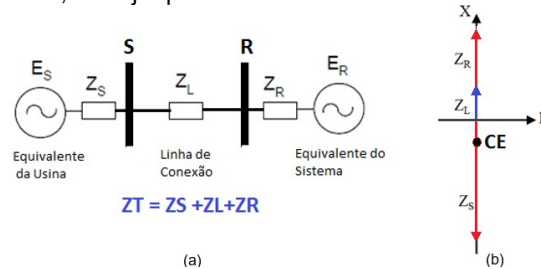 S
R
E_S
Z_S
Z_L
Z_R
E_R
Equivalente
da Usina
Linha de
Conexão
Equivalente do
Sistema
ZT = ZS +ZL+ZR
(a)
X
Z_R
Z_L
CE
Z_S
(b)